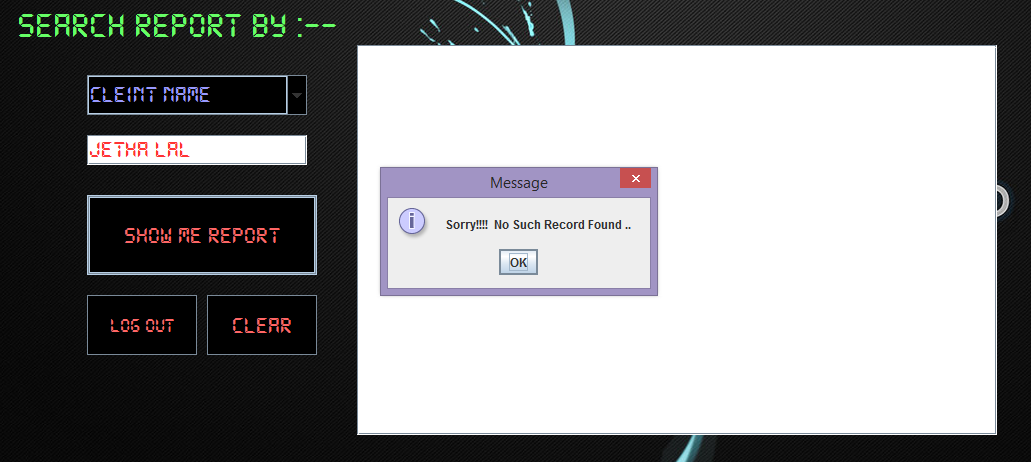 SEARCH REPORT BY :--
CLEINT NAME
JETHA LAL
SHOW ME REPORT
LOG OUT
CLEAR
Message
Sorry!!!! No Such Record Found ..
OK